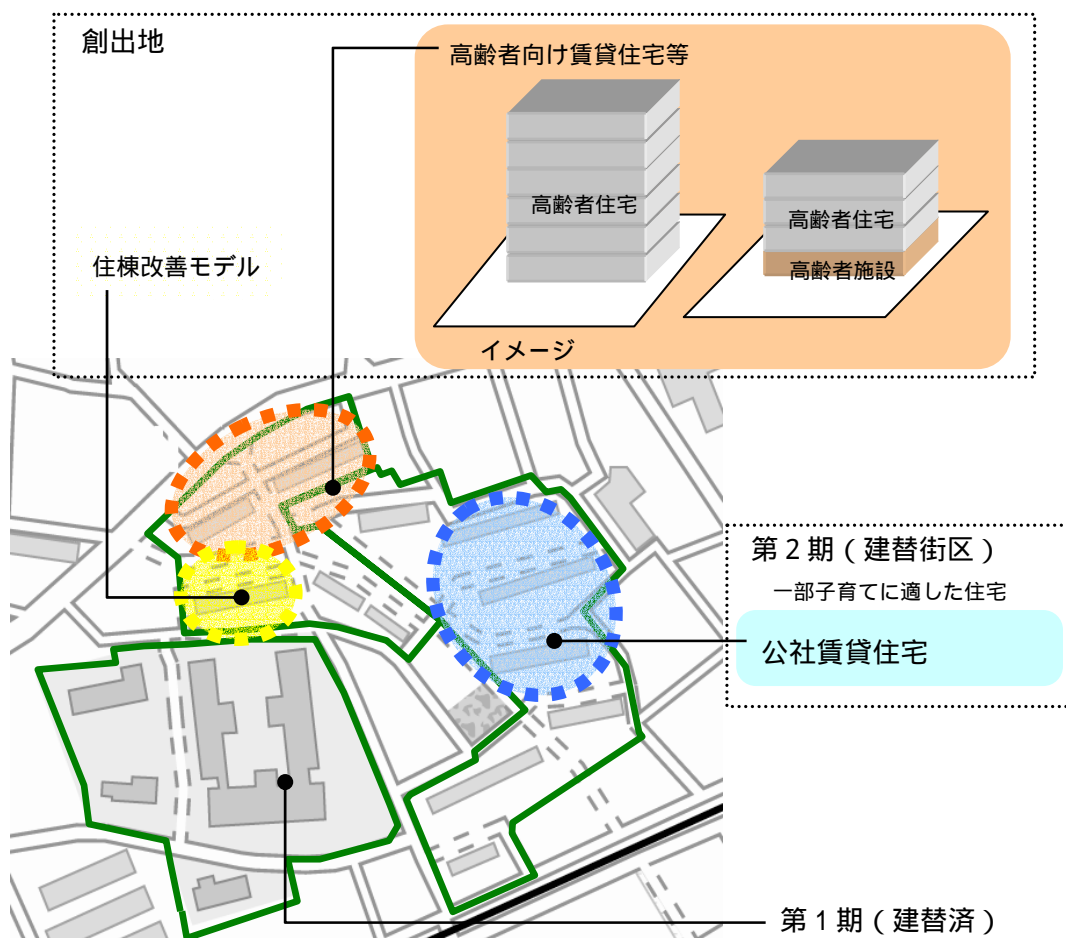 創出地
高齢者向け賃貸住宅等
高齢者住宅
高齢者住宅
高齢者施設
イメージ
住棟改善モデル
第２期（建替街区）
一部子育てに適した住宅
公社賃貸住宅
第１期（建替済）